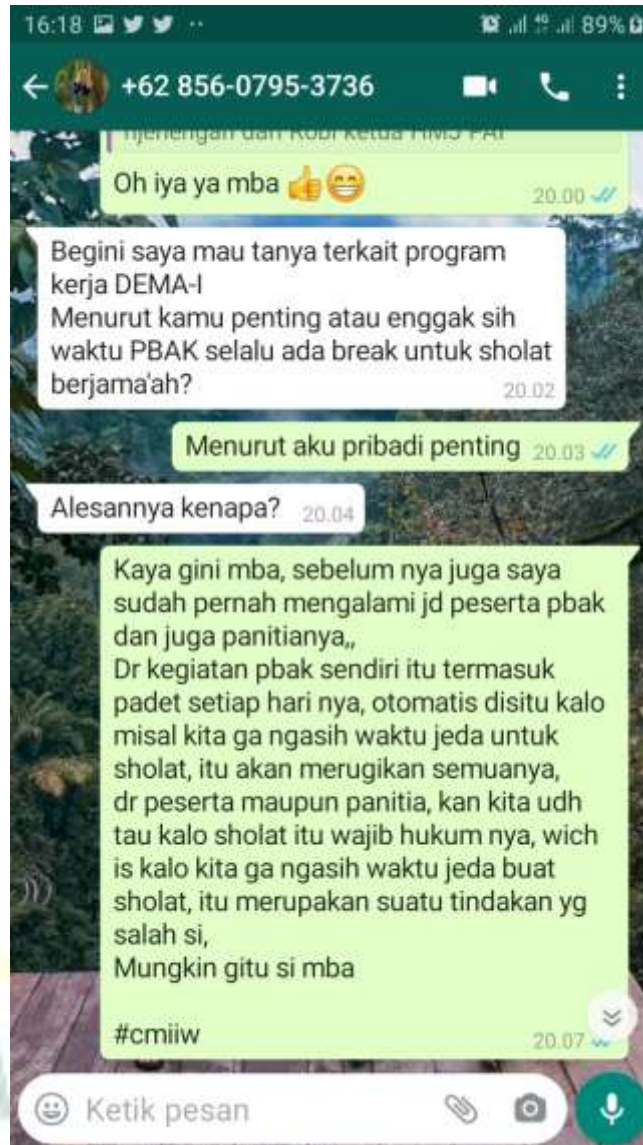 16:18
89%
+62 856-0795-3736
njenengan dan Robi ketua HMJ PAI
Oh iya ya mba 👍😁
20.00
Begini saya mau tanya terkait program
kerja DEMA-I
Menurut kamu penting atau enggak sih
waktu PBAK selalu ada break untuk sholat
berjama'ah?
20.02
Menurut aku pribadi penting
20.03
Alesannya kenapa?
20.04
Kaya gini mba, sebelum nya juga saya
sudah pernah mengalami jd peserta pbak
dan juga panitianya,,
Dr kegiatan pbak sendiri itu termasuk
padet setiap hari nya, otomatis disitu kalo
misal kita ga ngasih waktu jeda untuk
sholat, itu akan merugikan semuanya,
dr peserta maupun panitia, kan kita udh
tau kalo sholat itu wajib hukum nya, wich
is kalo kita ga ngasih waktu jeda buat
sholat, itu merupakan suatu tindakan yg
salah si,
Mungkin gitu si mba
#cmiiw
20.07
Ketik pesan